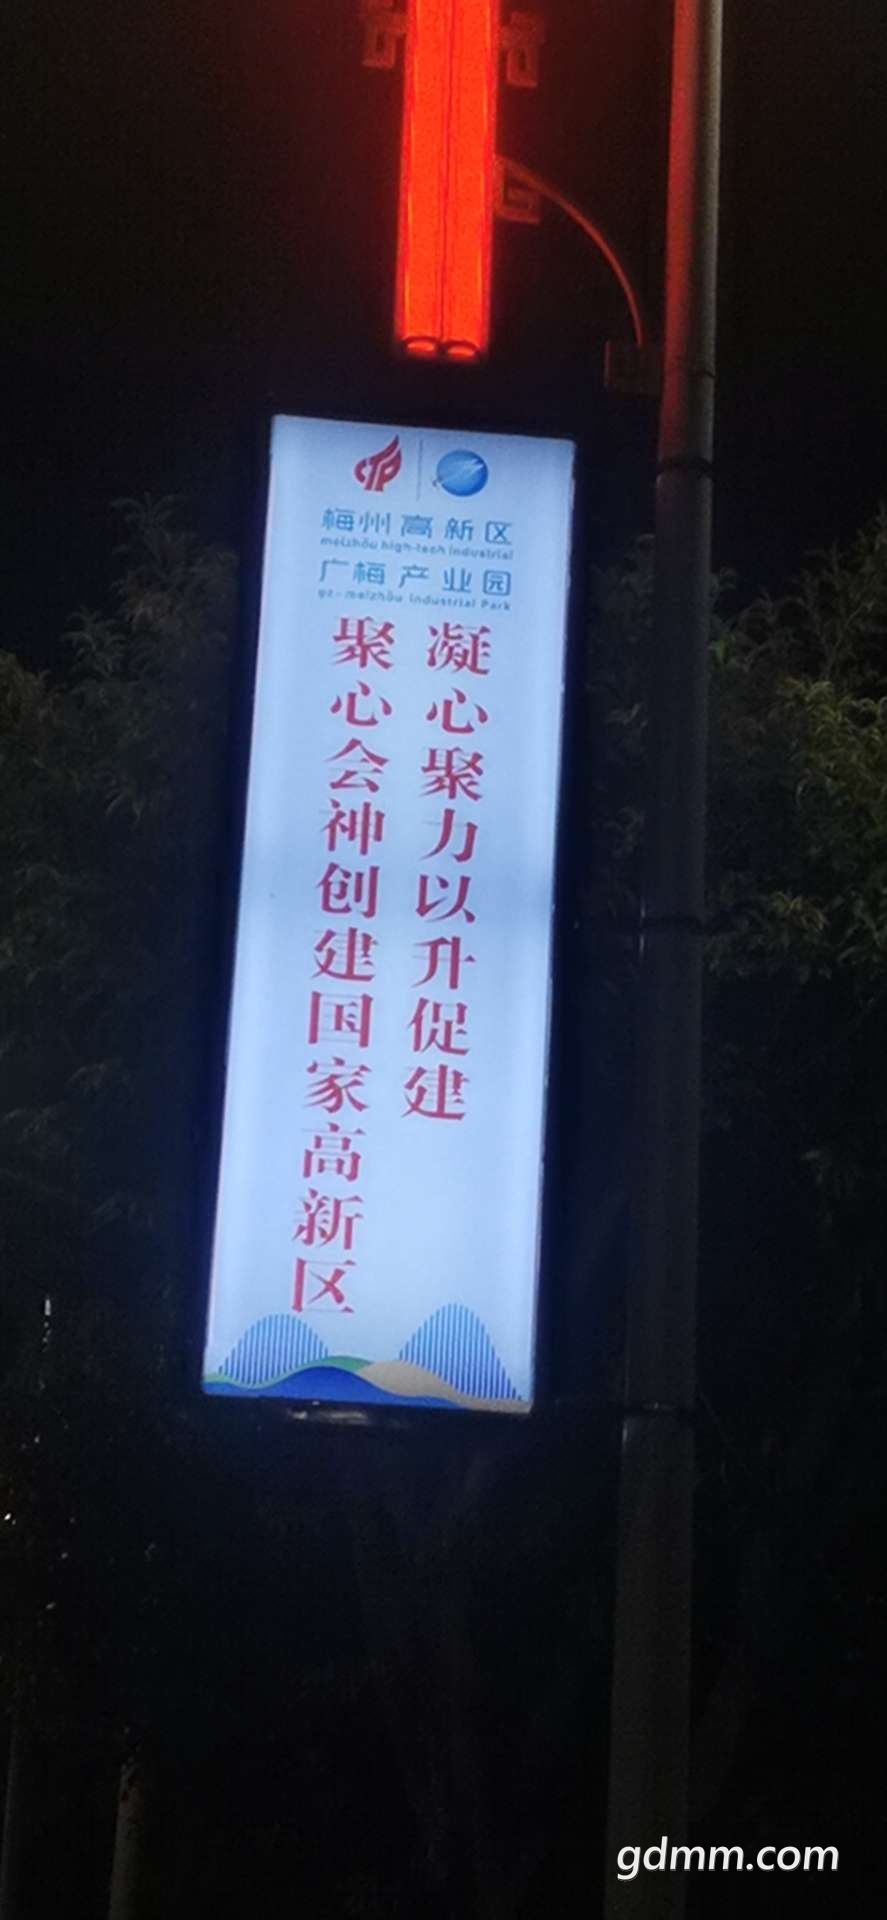 梅州高新区
meizhou high-tech industrial
广梅产业园
gz-meizhou industrial Park
凝心聚力以升促建
聚心会神创建国家高新区
gdmm.com